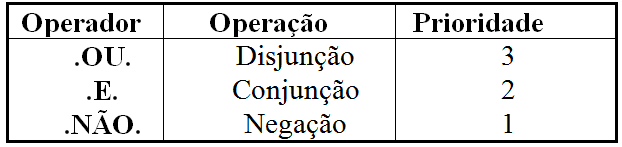 Operador Operação Prioridade
.OU. Disjunção 3
.E. Conjunção 2
.NÃO. Negação 1